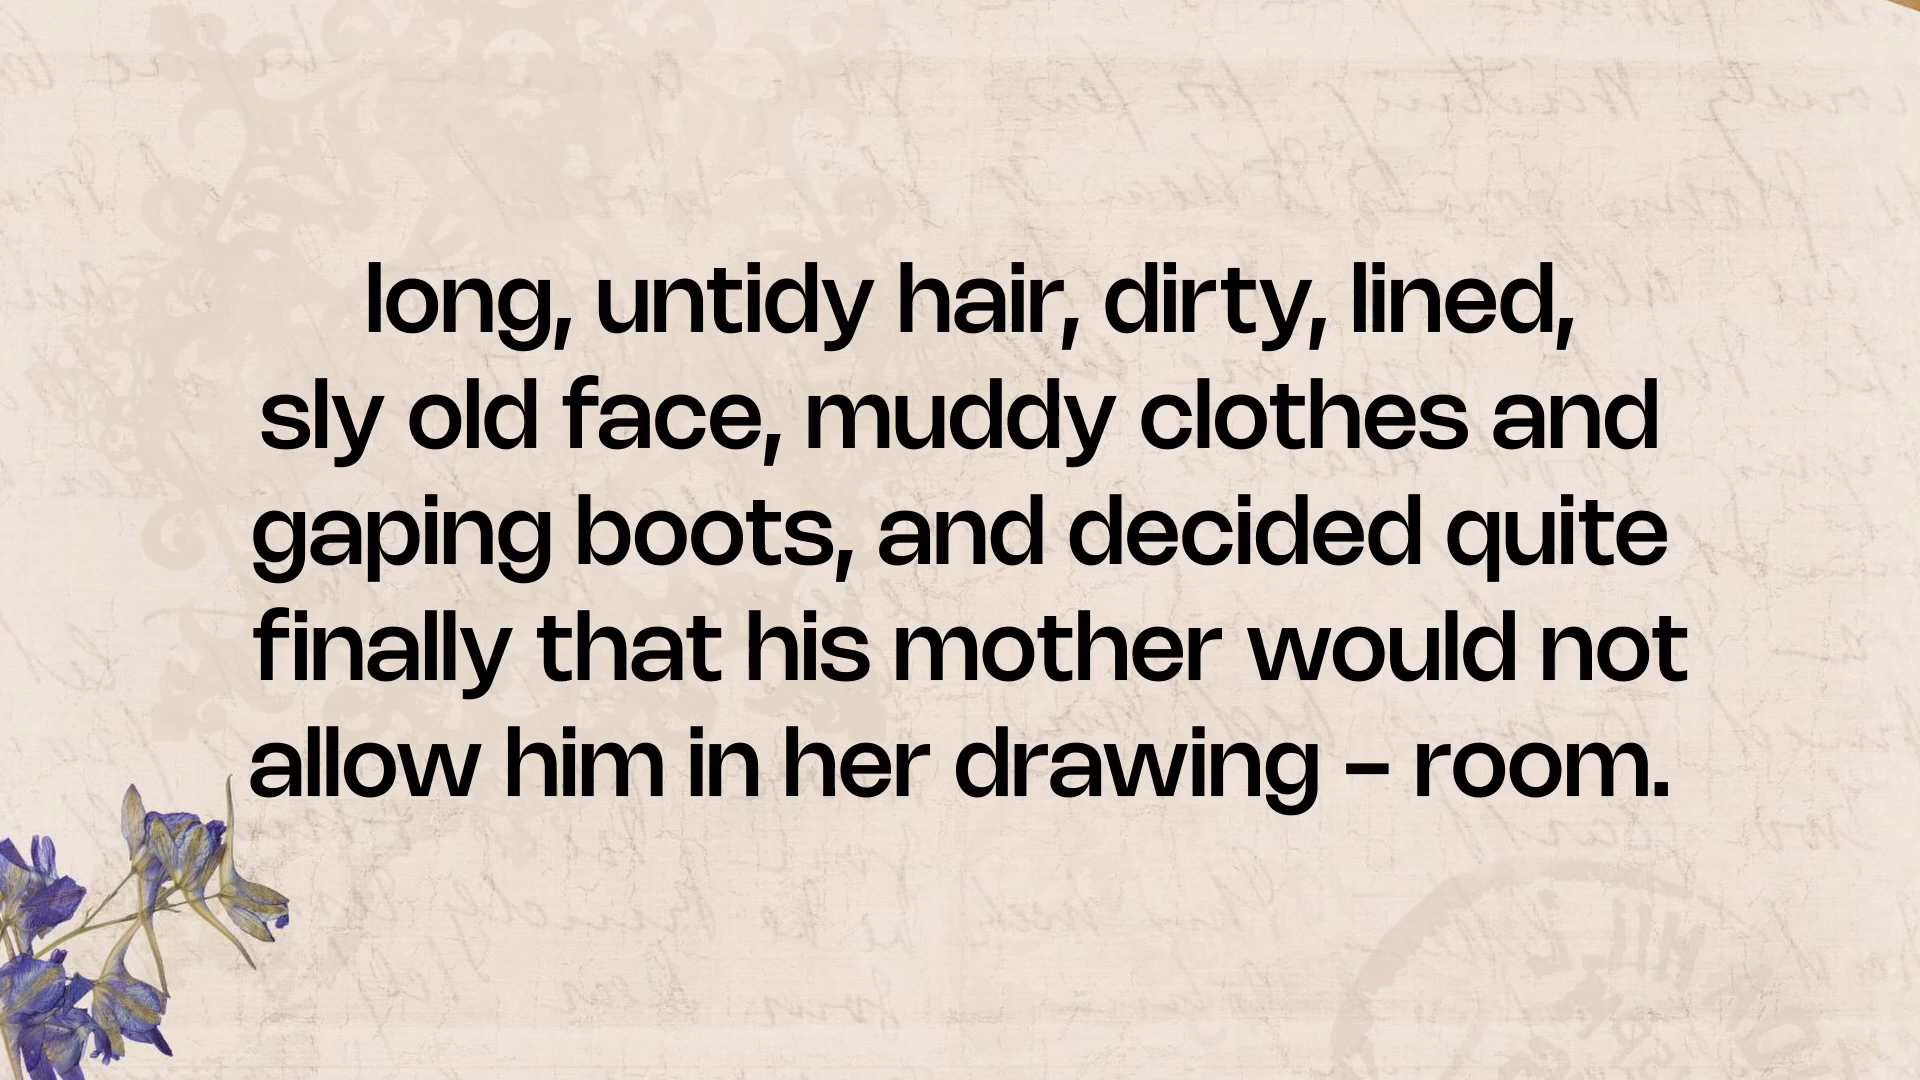 long, untidy hair, dirty, lined,
sly old face, muddy clothes and
gaping boots, and decided quite
finally that his mother would not
allow him in her drawing – room.